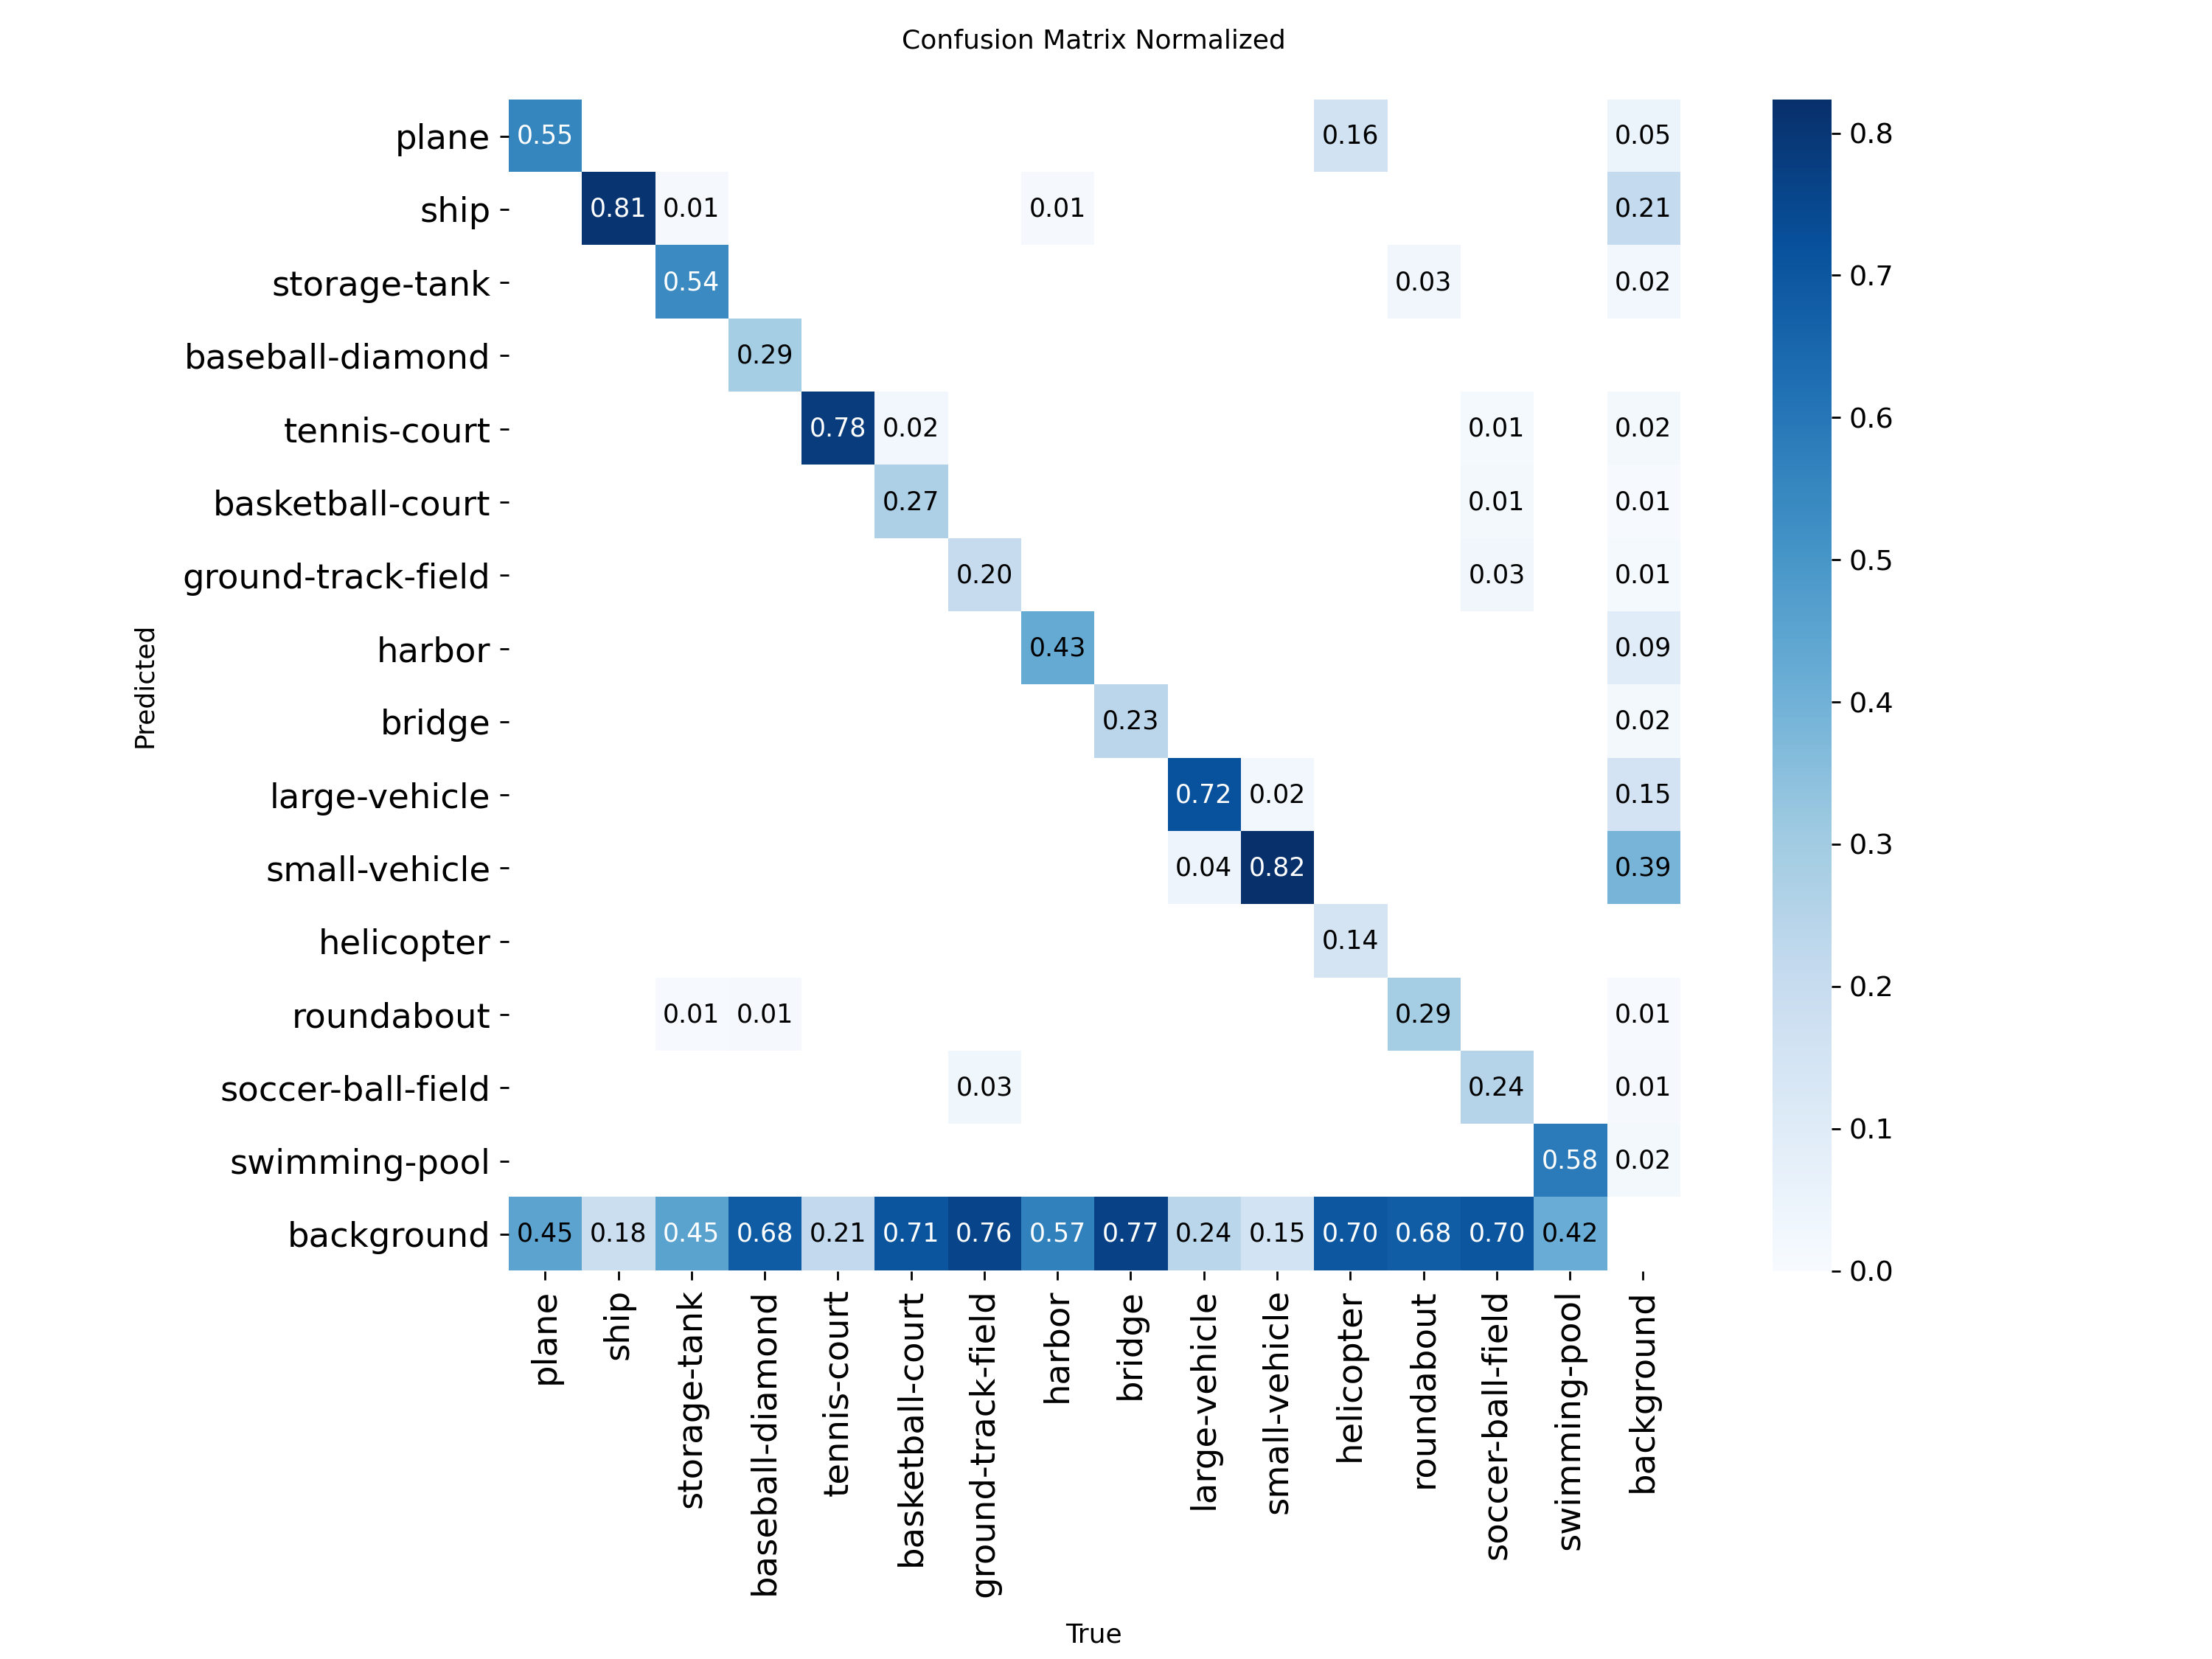 Confusion Matrix Normalized
plane 0.55 0.16 0.05
ship 0.81 0.01 0.01 0.21
storage-tank 0.54 0.03 0.02
baseball-diamond 0.29
tennis-court 0.78 0.02 0.01 0.02
basketball-court 0.27 0.01 0.01
ground-track-field 0.20 0.03 0.01
harbor 0.43 0.09
bridge 0.23 0.02
large-vehicle 0.72 0.02 0.15
small-vehicle 0.04 0.82 0.39
helicopter 0.14
roundabout 0.01 0.01 0.29 0.01
soccer-ball-field 0.03 0.24 0.01
swimming-pool 0.58 0.02
background 0.45 0.18 0.45 0.68 0.21 0.71 0.76 0.57 0.77 0.24 0.15 0.70 0.68 0.70 0.42
Predicted
plane
ship
storage-tank
baseball-diamond
tennis-court
basketball-court
ground-track-field
harbor
bridge
large-vehicle
small-vehicle
helicopter
roundabout
soccer-ball-field
swimming-pool
background
True
0.8
0.7
0.6
0.5
0.4
0.3
0.2
0.1
0.0